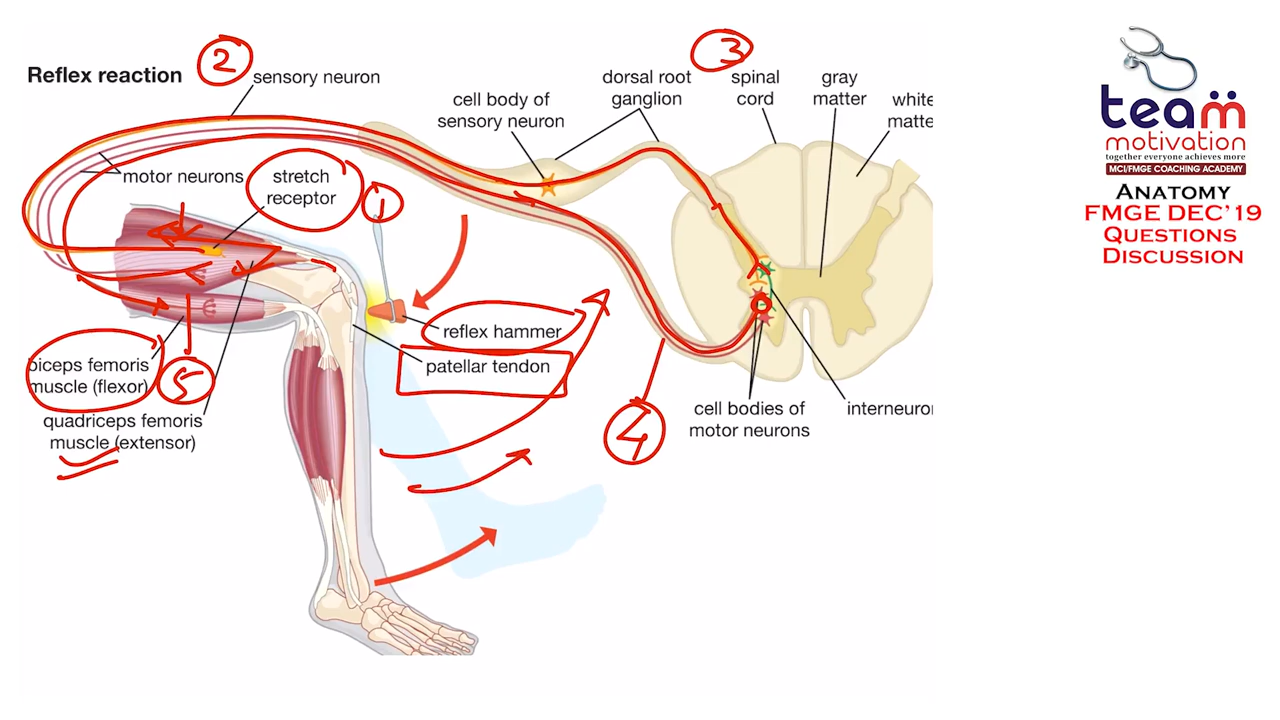 Reflex reaction
2
sensory neuron
motor neurons
stretch
receptor
1
cell body of
sensory neuron
dorsal root
ganglion
3
spinal
cord
gray
matter
white
matte
reflex hammer
patellar tendon
biceps femoris
muscle (flexor)
5
quadriceps femoris
muscle (extensor)
4
cell bodies of
motor neurons
interneuron
team
motivation
together everyone achieves more
MCI/FMGE COACHING ACADEMY
ANATOMY
FMGE DEC'19
QUESTIONS
DISCUSSION